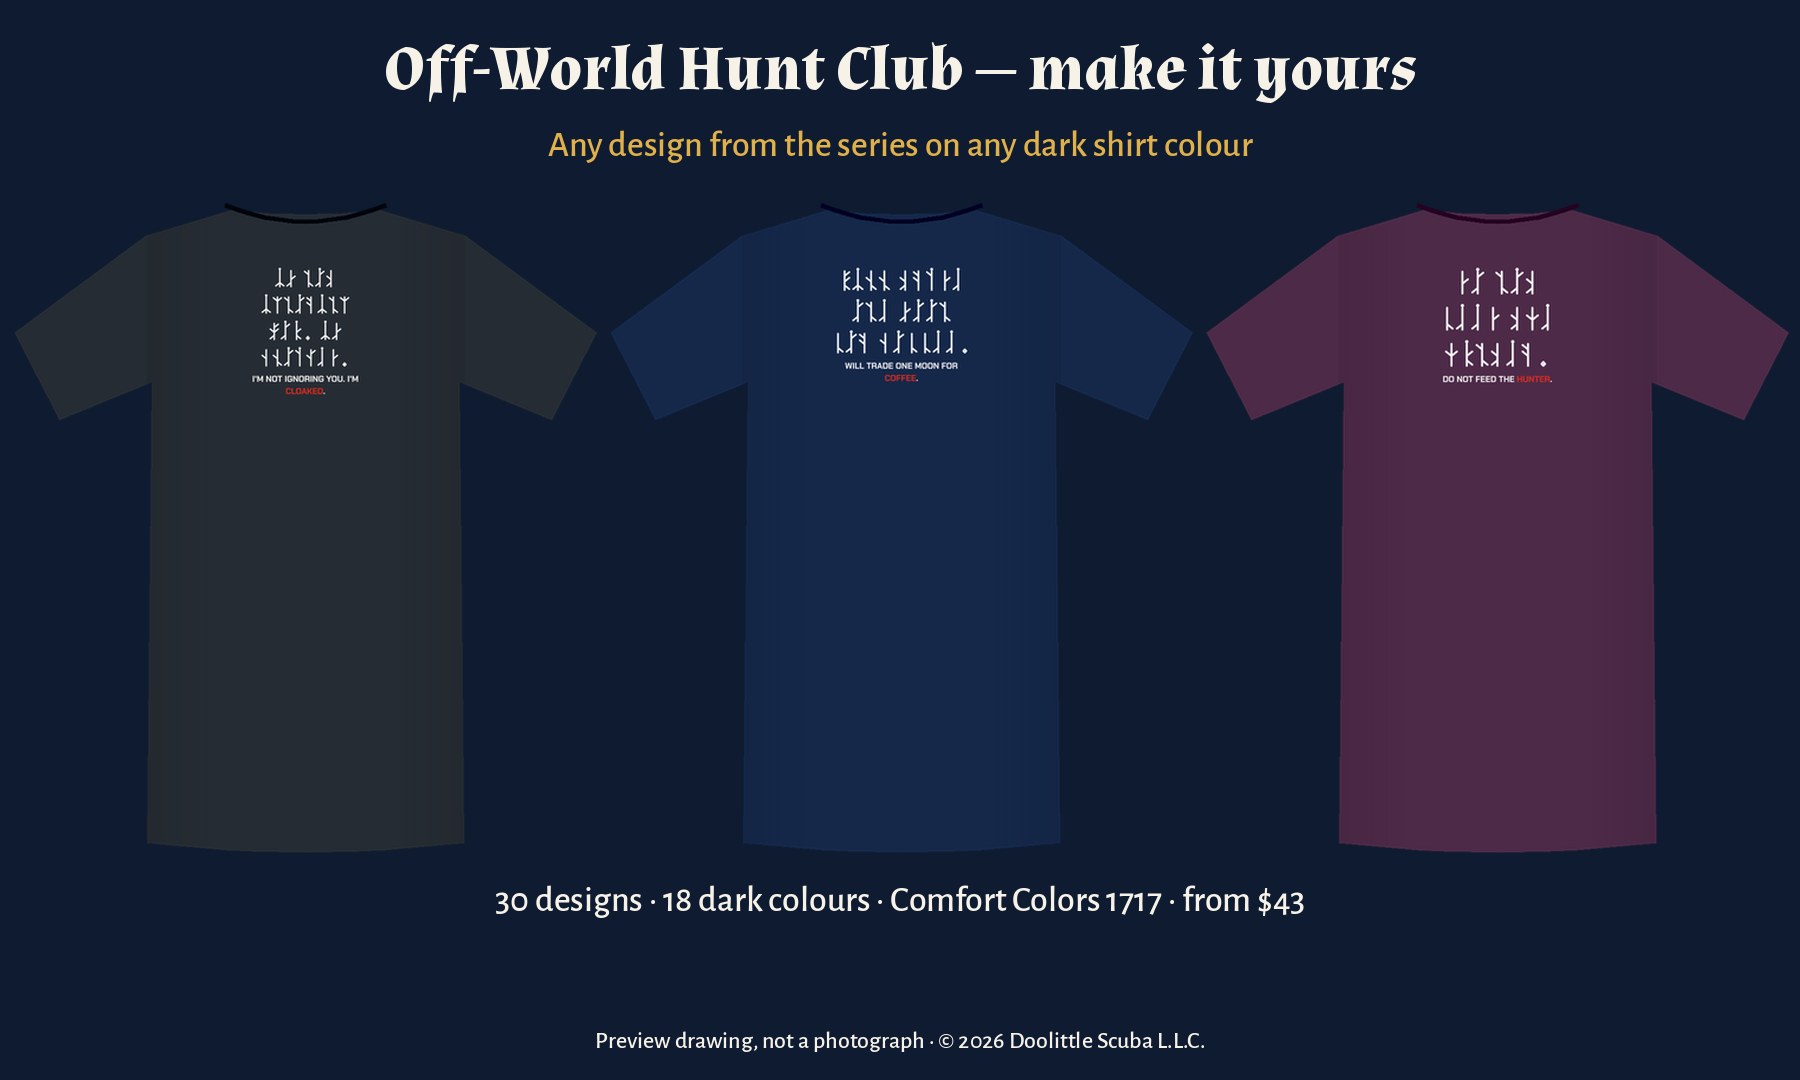 Off-World Hunt Club — make it yours
Any design from the series on any dark shirt colour
I'M NOT IGNORING YOU. I'M
CLOAKED.
WILL TRADE ONE MOON FOR
COFFEE.
DO NOT FEED THE HUNTER.
30 designs · 18 dark colours · Comfort Colors 1717 · from $43
Preview drawing, not a photograph · © 2026 Doolittle Scuba L.L.C.